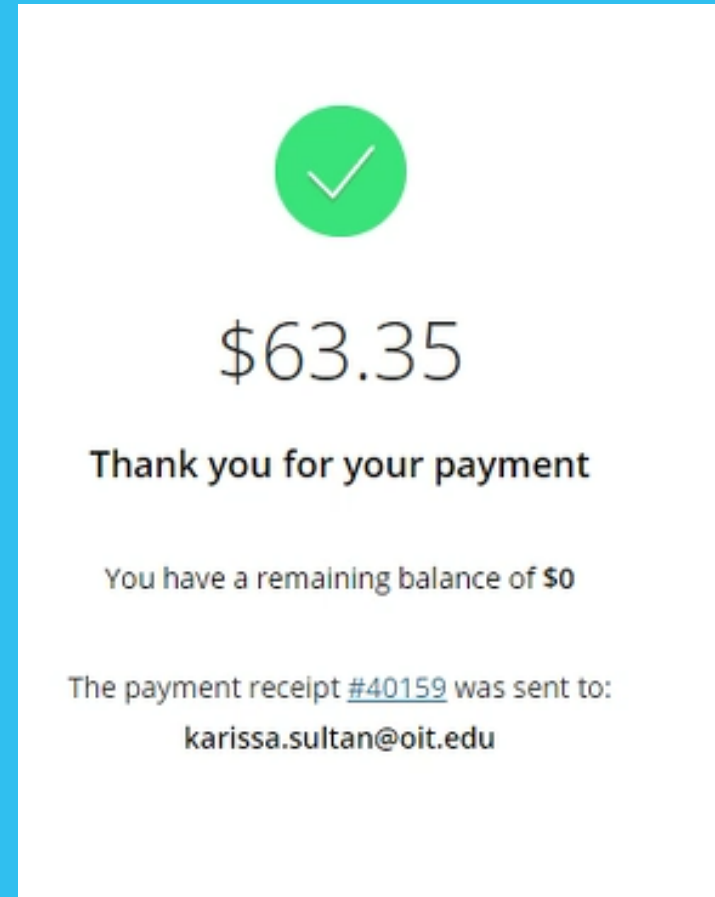 $63.35
Thank you for your payment
You have a remaining balance of $0
The payment receipt #40159 was sent to:
karissa.sultan@oit.edu